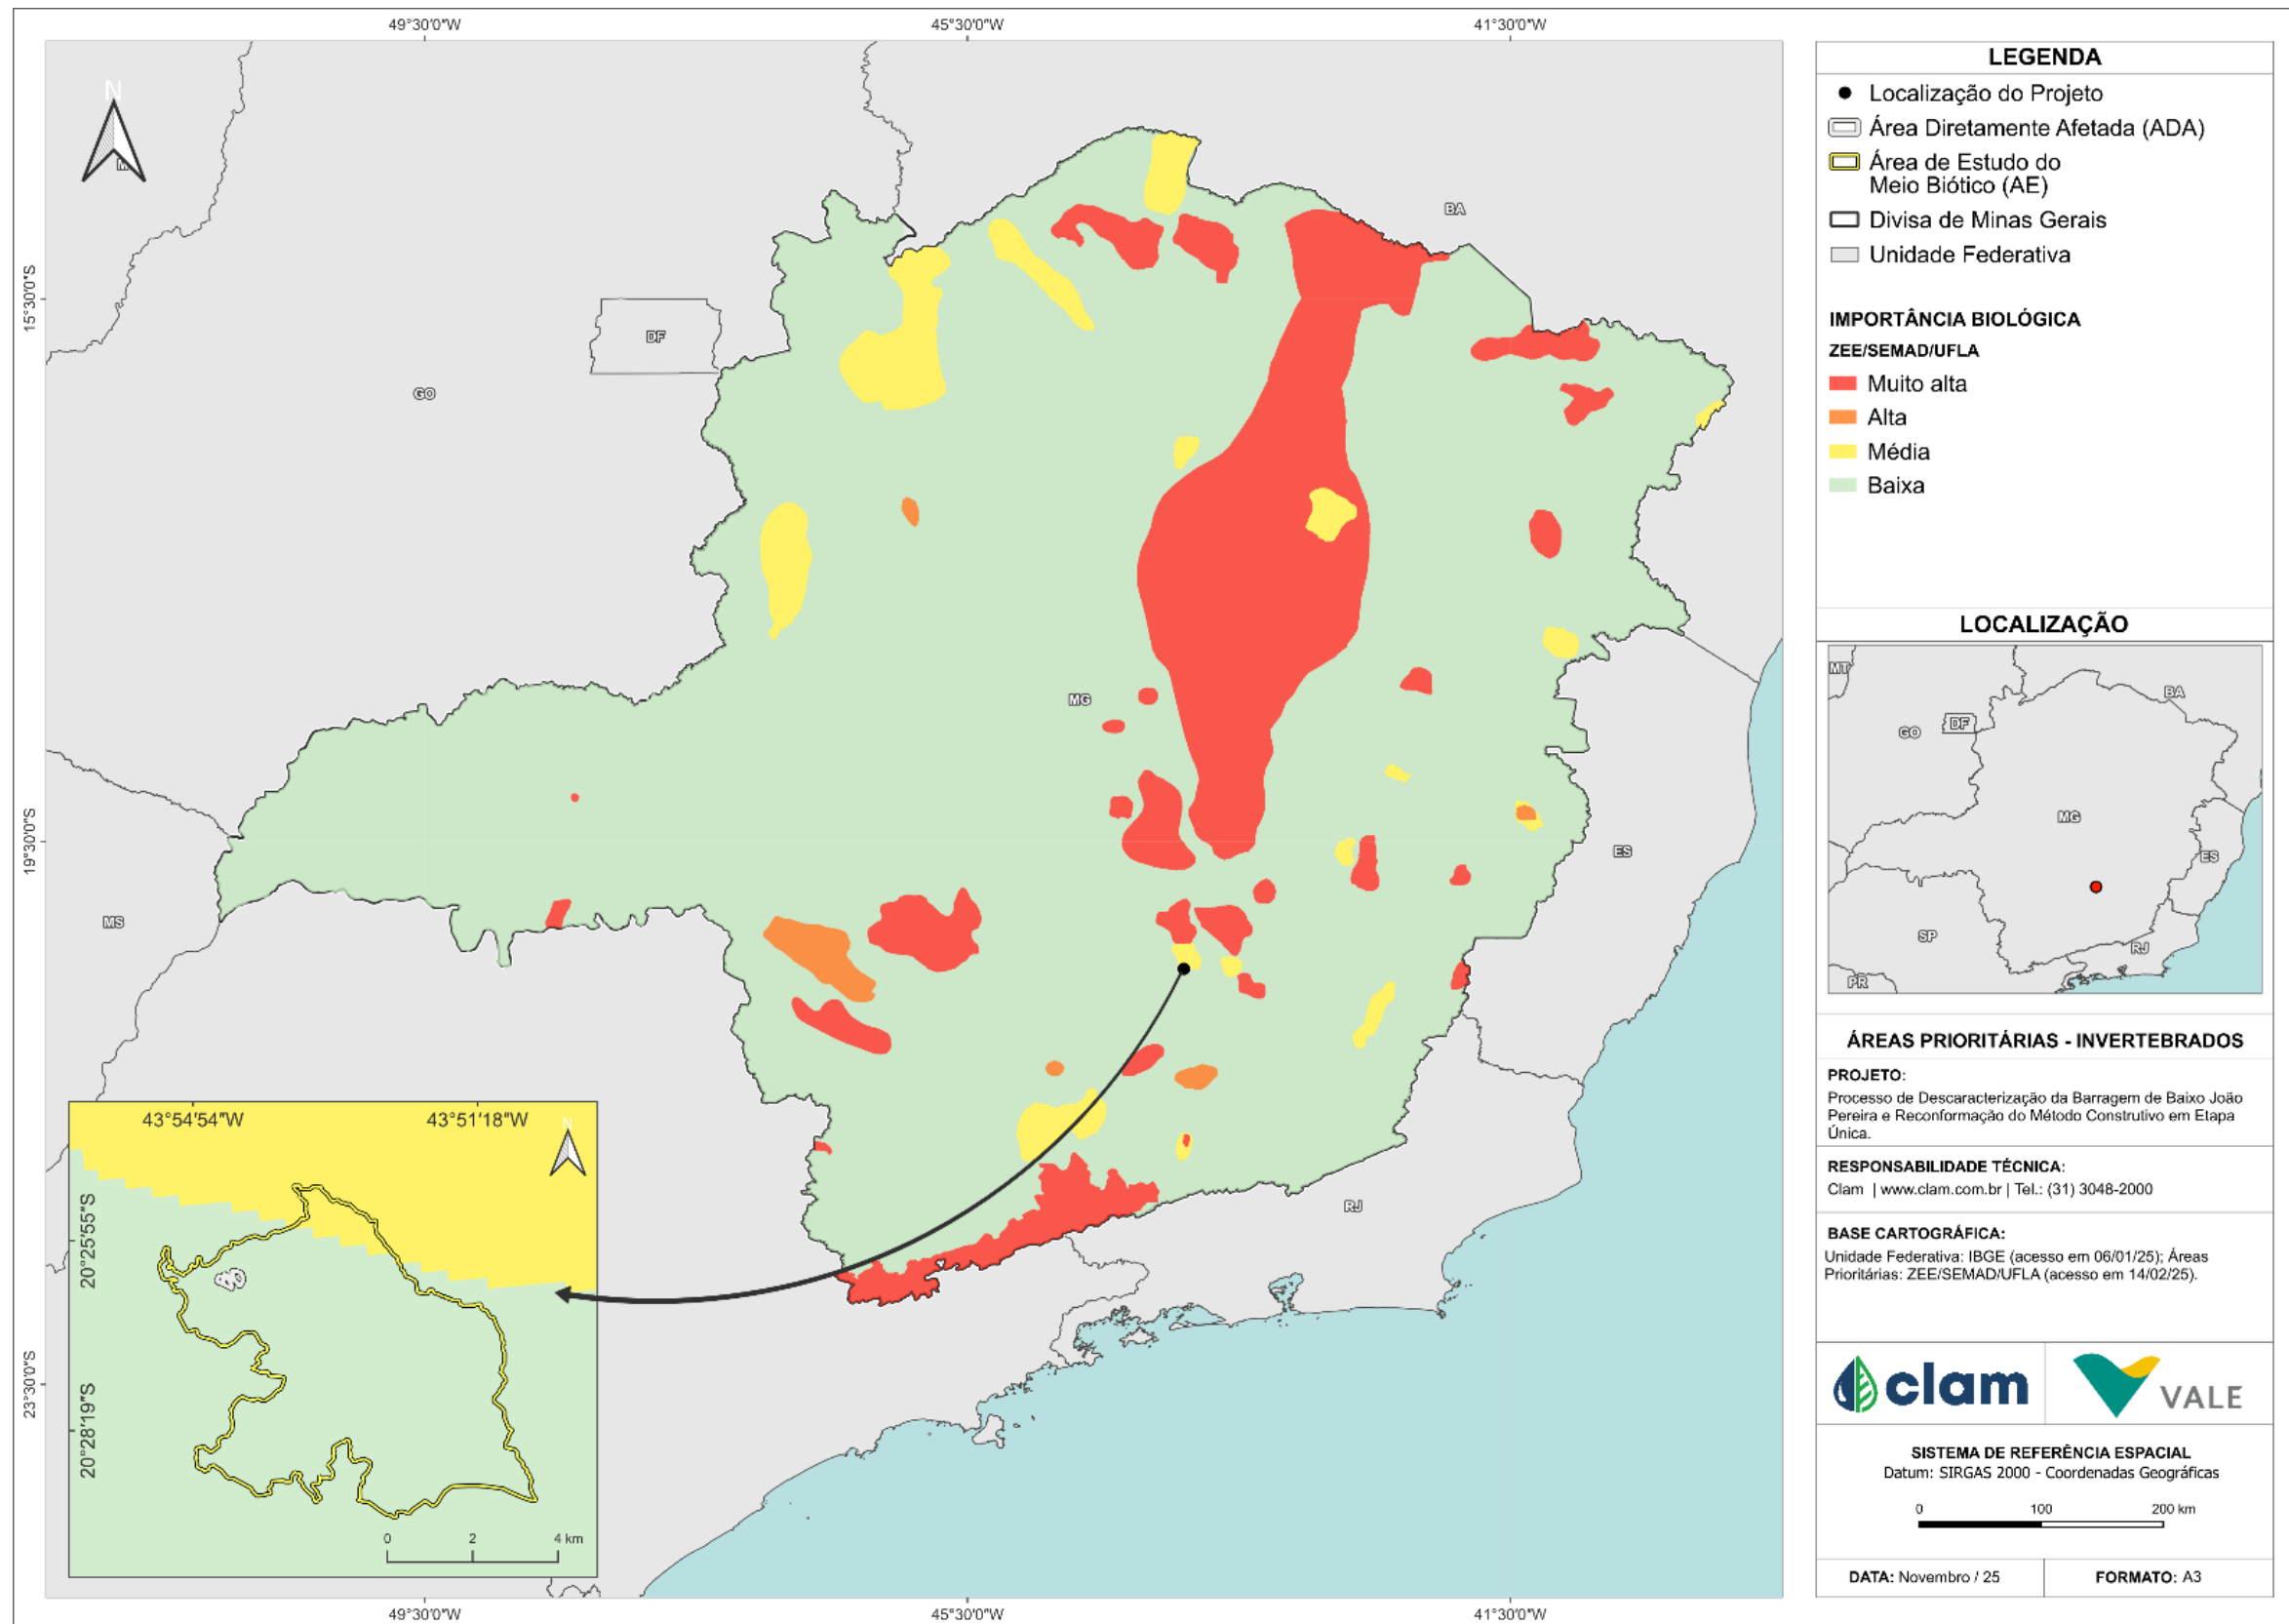 49°30'0"W
45°30'0"W
41°30'0"W
15°30'0"S
19°30'0"S
23°30'0"S
N
BA
DF
GO
MG
ES
MS
RJ
43°54'54"W
43°51'18"W
N
20°25'55"S
20°28'19"S
0 2 4 km
49°30'0"W
45°30'0"W
41°30'0"W
LEGENDA
Localização do Projeto
Área Diretamente Afetada (ADA)
Área de Estudo do
Meio Biótico (AE)
Divisa de Minas Gerais
Unidade Federativa
IMPORTÂNCIA BIOLÓGICA
ZEE/SEMAD/UFLA
Muito alta
Alta
Média
Baixa
LOCALIZAÇÃO
MT
BA
GO
DF
MG
ES
SP
RJ
PR
ÁREAS PRIORITÁRIAS - INVERTEBRADOS
PROJETO:
Processo de Descaracterização da Barragem de Baixo João
Pereira e Reconformação do Método Construtivo em Etapa
Única.
RESPONSABILIDADE TÉCNICA:
Clam | www.clam.com.br | Tel.: (31) 3048-2000
BASE CARTOGRÁFICA:
Unidade Federativa: IBGE (acesso em 06/01/25); Áreas
Prioritárias: ZEE/SEMAD/UFLA (acesso em 14/02/25).
clam
VALE
SISTEMA DE REFERÊNCIA ESPACIAL
Datum: SIRGAS 2000 - Coordenadas Geográficas
0 100 200 km
DATA: Novembro / 25
FORMATO: A3